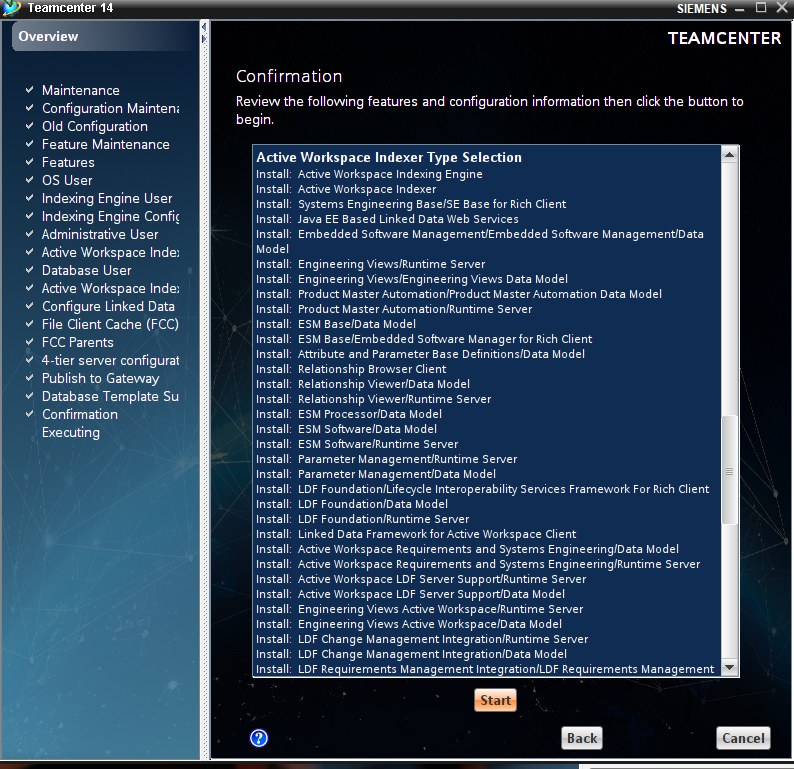 Teamcenter 14
SIEMENS
Overview
TEAMCENTER
Maintenance
Configuration Maintena
Old Configuration
Feature Maintenance
Features
OS User
Indexing Engine User
Indexing Engine Config
Administrative User
Active Workspace Index
Database User
Active Workspace Index
Configure Linked Data
File Client Cache (FCC)
FCC Parents
4-tier server configurat
Publish to Gateway
Database Template Su
Confirmation
Executing
Confirmation
Review the following features and configuration information then click the button to
begin.
Active Workspace Indexer Type Selection
Install: Active Workspace Indexing Engine
Install: Active Workspace Indexer
Install: Systems Engineering Base/SE Base for Rich Client
Install: Java EE Based Linked Data Web Services
Install: Embedded Software Management/Embedded Software Management/Data
Model
Install: Engineering Views/Runtime Server
Install: Engineering Views/Engineering Views Data Model
Install: Product Master Automation/Product Master Automation Data Model
Install: Product Master Automation/Runtime Server
Install: ESM Base/Data Model
Install: ESM Base/Embedded Software Manager for Rich Client
Install: Attribute and Parameter Base Definitions/Data Model
Install: Relationship Browser Client
Install: Relationship Viewer/Data Model
Install: Relationship Viewer/Runtime Server
Install: ESM Processor/Data Model
Install: ESM Software/Data Model
Install: ESM Software/Runtime Server
Install: Parameter Management/Runtime Server
Install: Parameter Management/Data Model
Install: LDF Foundation/Lifecycle Interoperability Services Framework For Rich Client
Install: LDF Foundation/Data Model
Install: LDF Foundation/Runtime Server
Install: Linked Data Framework for Active Workspace Client
Install: Active Workspace Requirements and Systems Engineering/Data Model
Install: Active Workspace Requirements and Systems Engineering/Runtime Server
Install: Active Workspace LDF Server Support/Runtime Server
Install: Active Workspace LDF Server Support/Data Model
Install: Engineering Views Active Workspace/Runtime Server
Install: Engineering Views Active Workspace/Data Model
Install: LDF Change Management Integration/Runtime Server
Install: LDF Change Management Integration/Data Model
Install: LDF Requirements Management Integration/LDF Requirements Management
Start
?
Back
Cancel